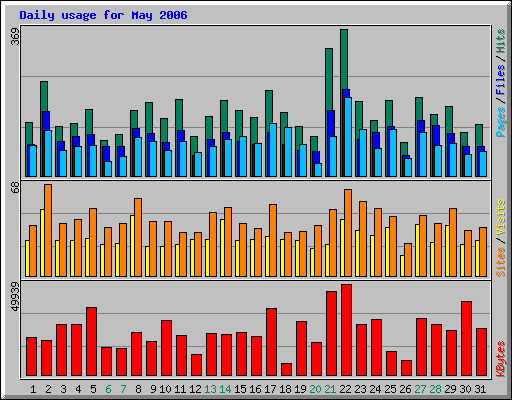 Daily usage for May 2006
369
Pages / Files / Hits
68
Sites / Visits
49939
KBytes
1 2 3 4 5 6 7 8 9 10 11 12 13 14 15 16 17 18 19 20 21 22 23 24 25 26 27 28 29 30 31